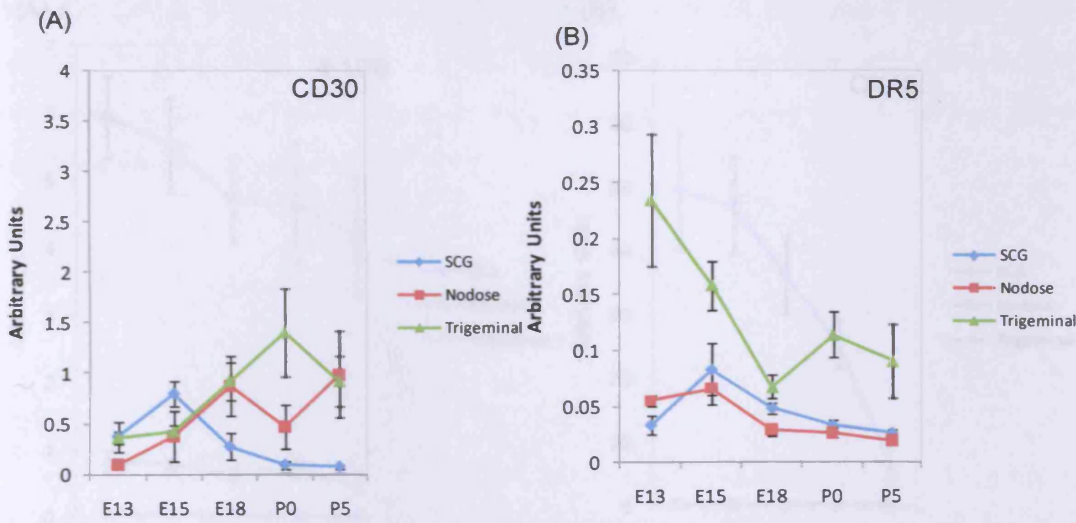 (A)
CD30
4
3.5
3
2.5
2
1.5
1
0.5
0
Arbitrary Units
E13 E15 E18 P0 P5
SCG
Nodose
Trigeminal
(B)
DR5
0.35
0.3
0.25
0.2
0.15
0.1
0.05
0
Arbitrary Units
E13 E15 E18 P0 P5
SCG
Nodose
Trigeminal